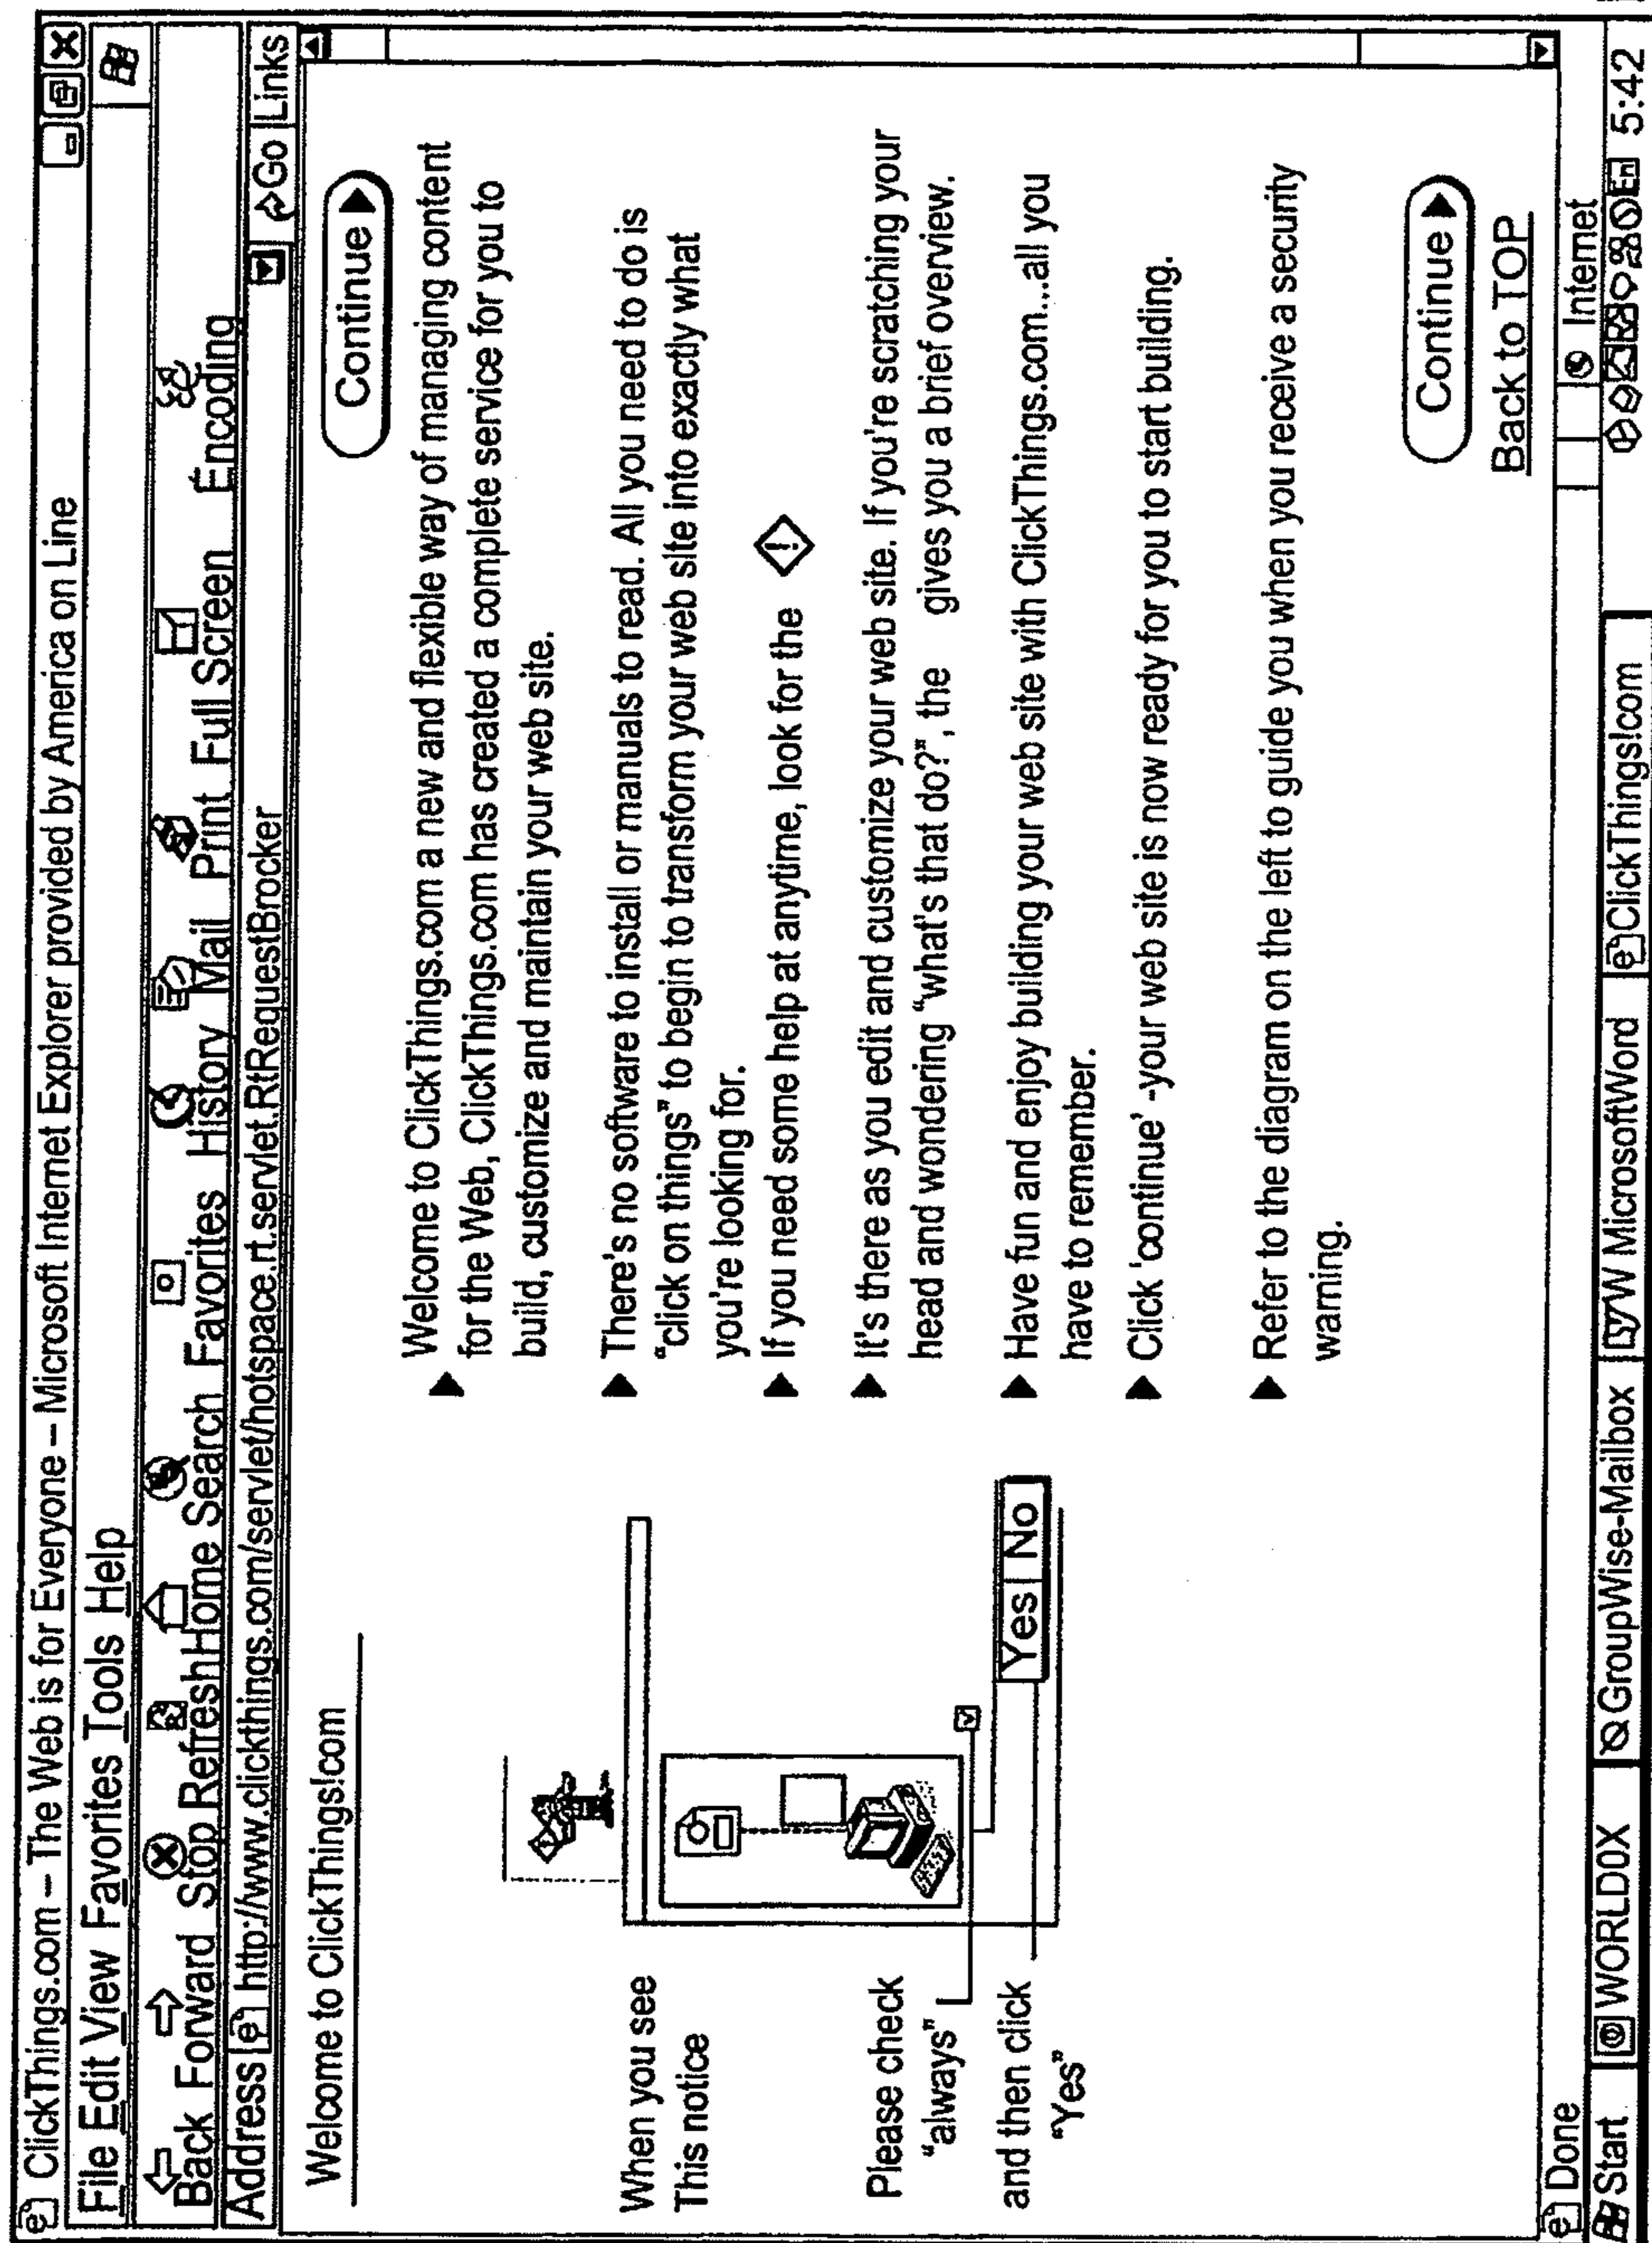 ClickThings.com – The Web is for Everyone – Microsoft Internet Explorer provided by America on Line
File Edit View Favorites Tools Help
Back Forward Stop Refresh Home Search Favorites History Mail Print Full Screen Encoding
Address http://www.clickthings.com/servlet/hotspace.rt.servlet.RtRequestBrocker Go Links
Welcome to ClickThings!com
Continue
When you see
This notice
Please check
"always"
and then click
"Yes"
Yes No
Welcome to ClickThings.com a new and flexible way of managing content
for the Web, ClickThings.com has created a complete service for you to
build, customize and maintain your web site.
There's no software to install or manuals to read. All you need to do is
"click on things" to begin to transform your web site into exactly what
you're looking for.
If you need some help at anytime, look for the !
It's there as you edit and customize your web site. If you're scratching your
head and wondering "what's that do?", the gives you a brief overview.
Have fun and enjoy building your web site with ClickThings.com...all you
have to remember.
Click 'continue' -your web site is now ready for you to start building.
Refer to the diagram on the left to guide you when you receive a security
warning.
Continue
Back to TOP
Done
Internet
Start WORLDOX GroupWise-Mailbox W MicrosoftWord ClickThings!com En 5:42